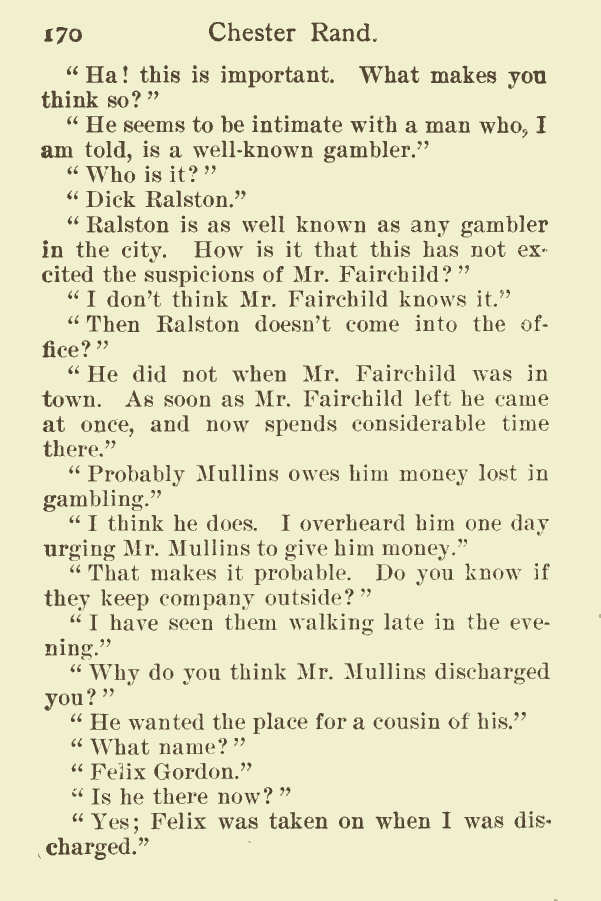 170 Chester Rand.
“ Ha! this is important. What makes you
think so? ”
“ He seems to be intimate with a man who, I
am told, is a well-known gambler.”
“ Who is it? ”
“ Dick Ralston.”
“ Ralston is as well known as any gambler
in the city. How is it that this has not ex-
cited the suspicions of Mr. Fairchild? ”
“ I don’t think Mr. Fairchild knows it.”
“ Then Ralston doesn’t come into the of-
fice? ”
“ He did not when Mr. Fairchild was in
town. As soon as Mr. Fairchild left he came
at once, and now spends considerable time
there.”
“ Probably Mullins owes him money lost in
gambling.”
“ I think he does. I overheard him one day
urging Mr. Mullins to give him money.”
“ That makes it probable. Do you know if
they keep company outside? ”
“ I have seen them walking late in the eve-
ning.”
“ Why do you think Mr. Mullins discharged
you? ”
“ He wanted the place for a cousin of his.”
“ What name? ”
“ Felix Gordon.”
“ Is he there now? ”
“ Yes; Felix was taken on when I was dis-
charged.”